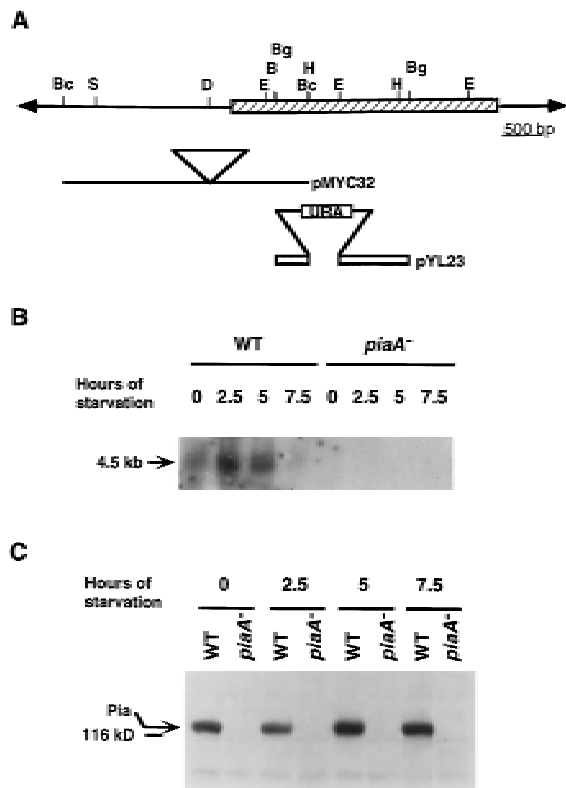 A
Bg
B H Bg
Bc S D E Bc E H E
500 bp
pMYC32
URA
pYL23
B
WT piaA-
Hours of starvation 0 2.5 5 7.5 0 2.5 5 7.5
4.5 kb
C
Hours of starvation 0 2.5 5 7.5
WT piaA- WT piaA- WT piaA- WT piaA-
Pia
116 kD